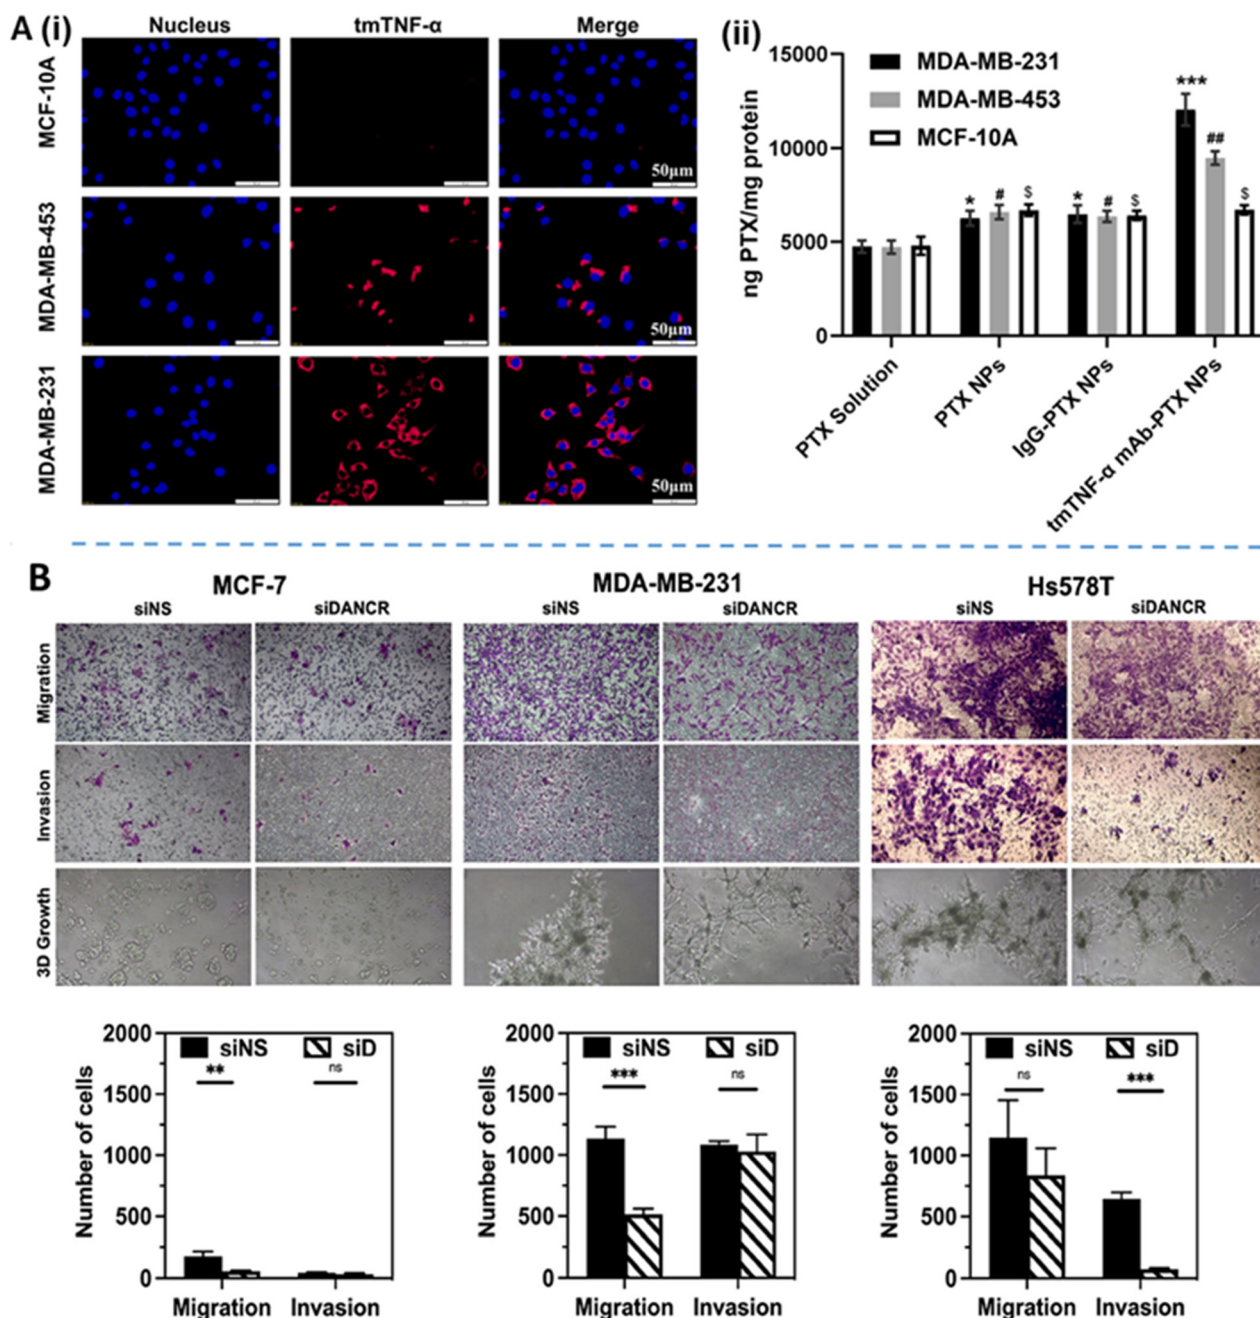 A (i)
Nucleus
tmTNF-α
Merge
MCF-10A
50μm
MDA-MB-453
50μm
MDA-MB-231
50μm
(ii)
15000
10000
5000
0
ng PTX/mg protein
MDA-MB-231
MDA-MB-453
MCF-10A
* # $
* # $
*** ## $
PTX Solution
PTX NPs
IgG-PTX NPs
tmTNF-α mAb-PTX NPs
B
MCF-7
MDA-MB-231
Hs578T
siNS
siDANCR
siNS
siDANCR
siNS
siDANCR
Migration
Invasion
3D Growth
Number of cells
2000
1500
1000
500
0
siNS
siD
**
ns
Migration
Invasion
Number of cells
2000
1500
1000
500
0
siNS
siD
***
ns
Migration
Invasion
Number of cells
2000
1500
1000
500
0
siNS
siD
ns
***
Migration
Invasion